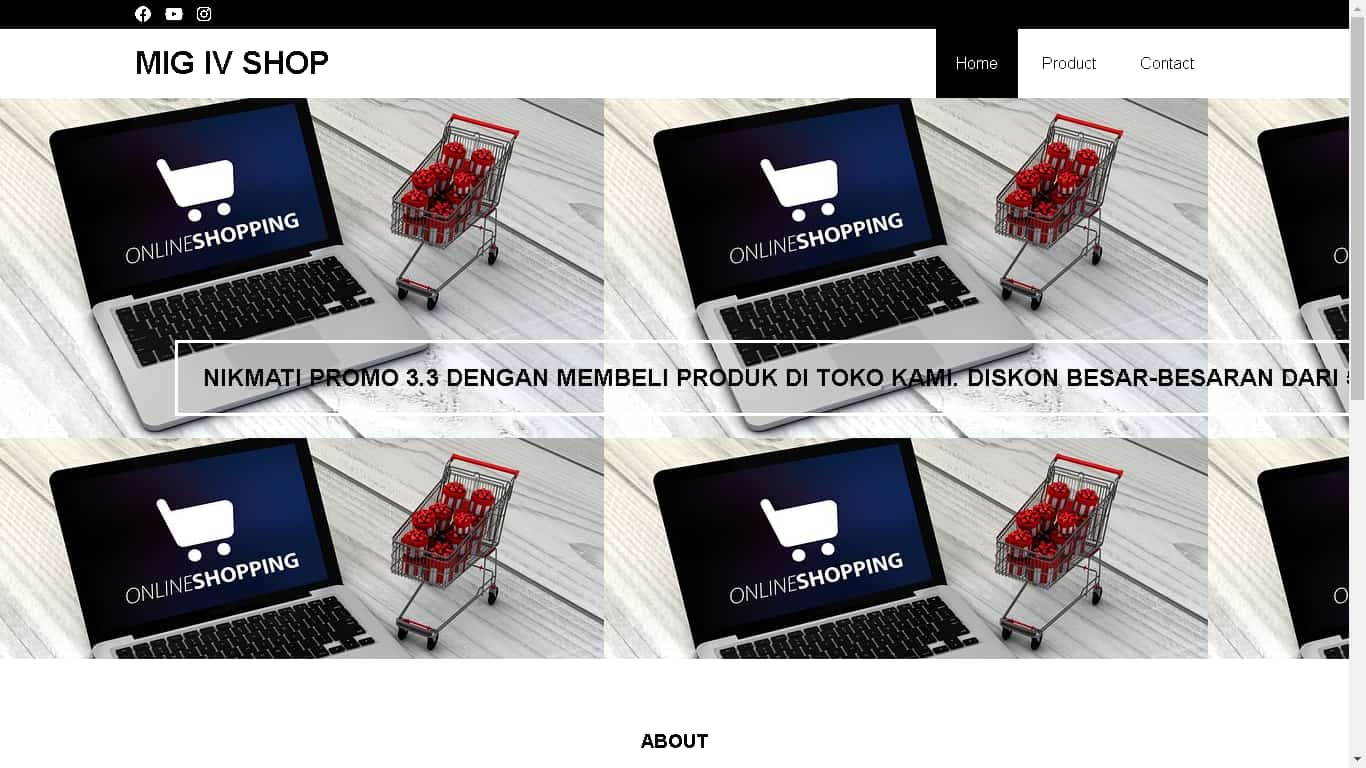 MIG IV SHOP
Home Product Contact
ONLINESHOPPING
ONLINESHOPPING
NIKMATI PROMO 3.3 DENGAN MEMBELI PRODUK DI TOKO KAMI. DISKON BESAR-BESARAN DARI
ONLINESHOPPING
ONLINESHOPPING
ABOUT